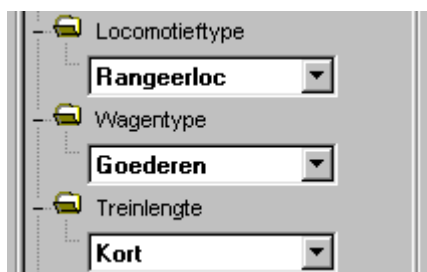 Locomotieftype
Rangeerloc
Wagentype
Goederen
Treinlengte
Kort